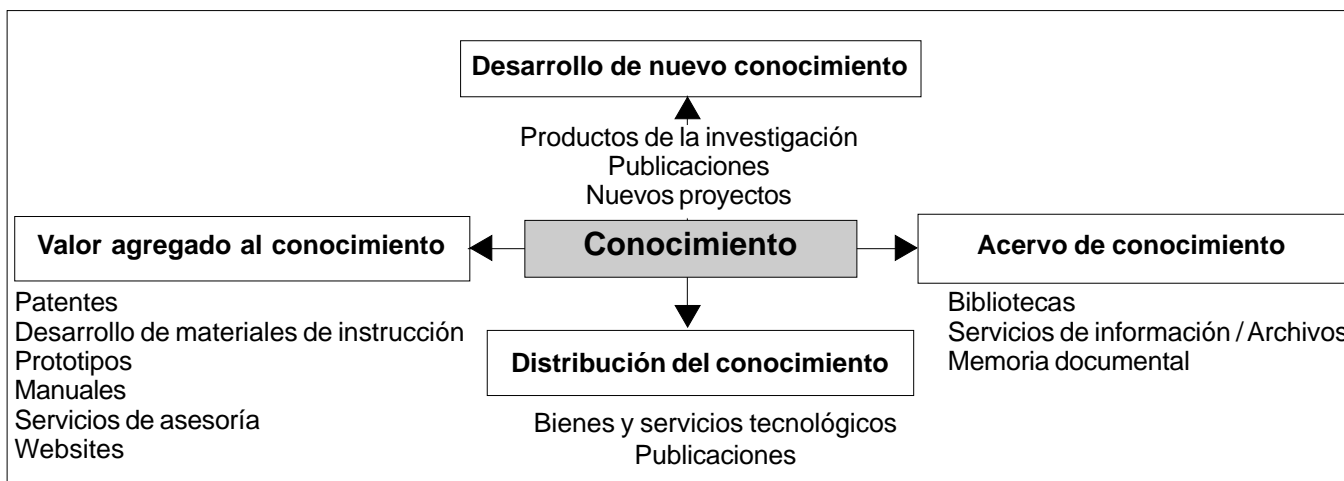 Desarrollo de nuevo conocimiento
Productos de la investigación
Publicaciones
Nuevos proyectos
Valor agregado al conocimiento
Conocimiento
Acervo de conocimiento
Patentes
Desarrollo de materiales de instrucción
Prototipos
Manuales
Servicios de asesoría
Websites
Distribución del conocimiento
Bienes y servicios tecnológicos
Publicaciones
Bibliotecas
Servicios de información / Archivos
Memoria documental